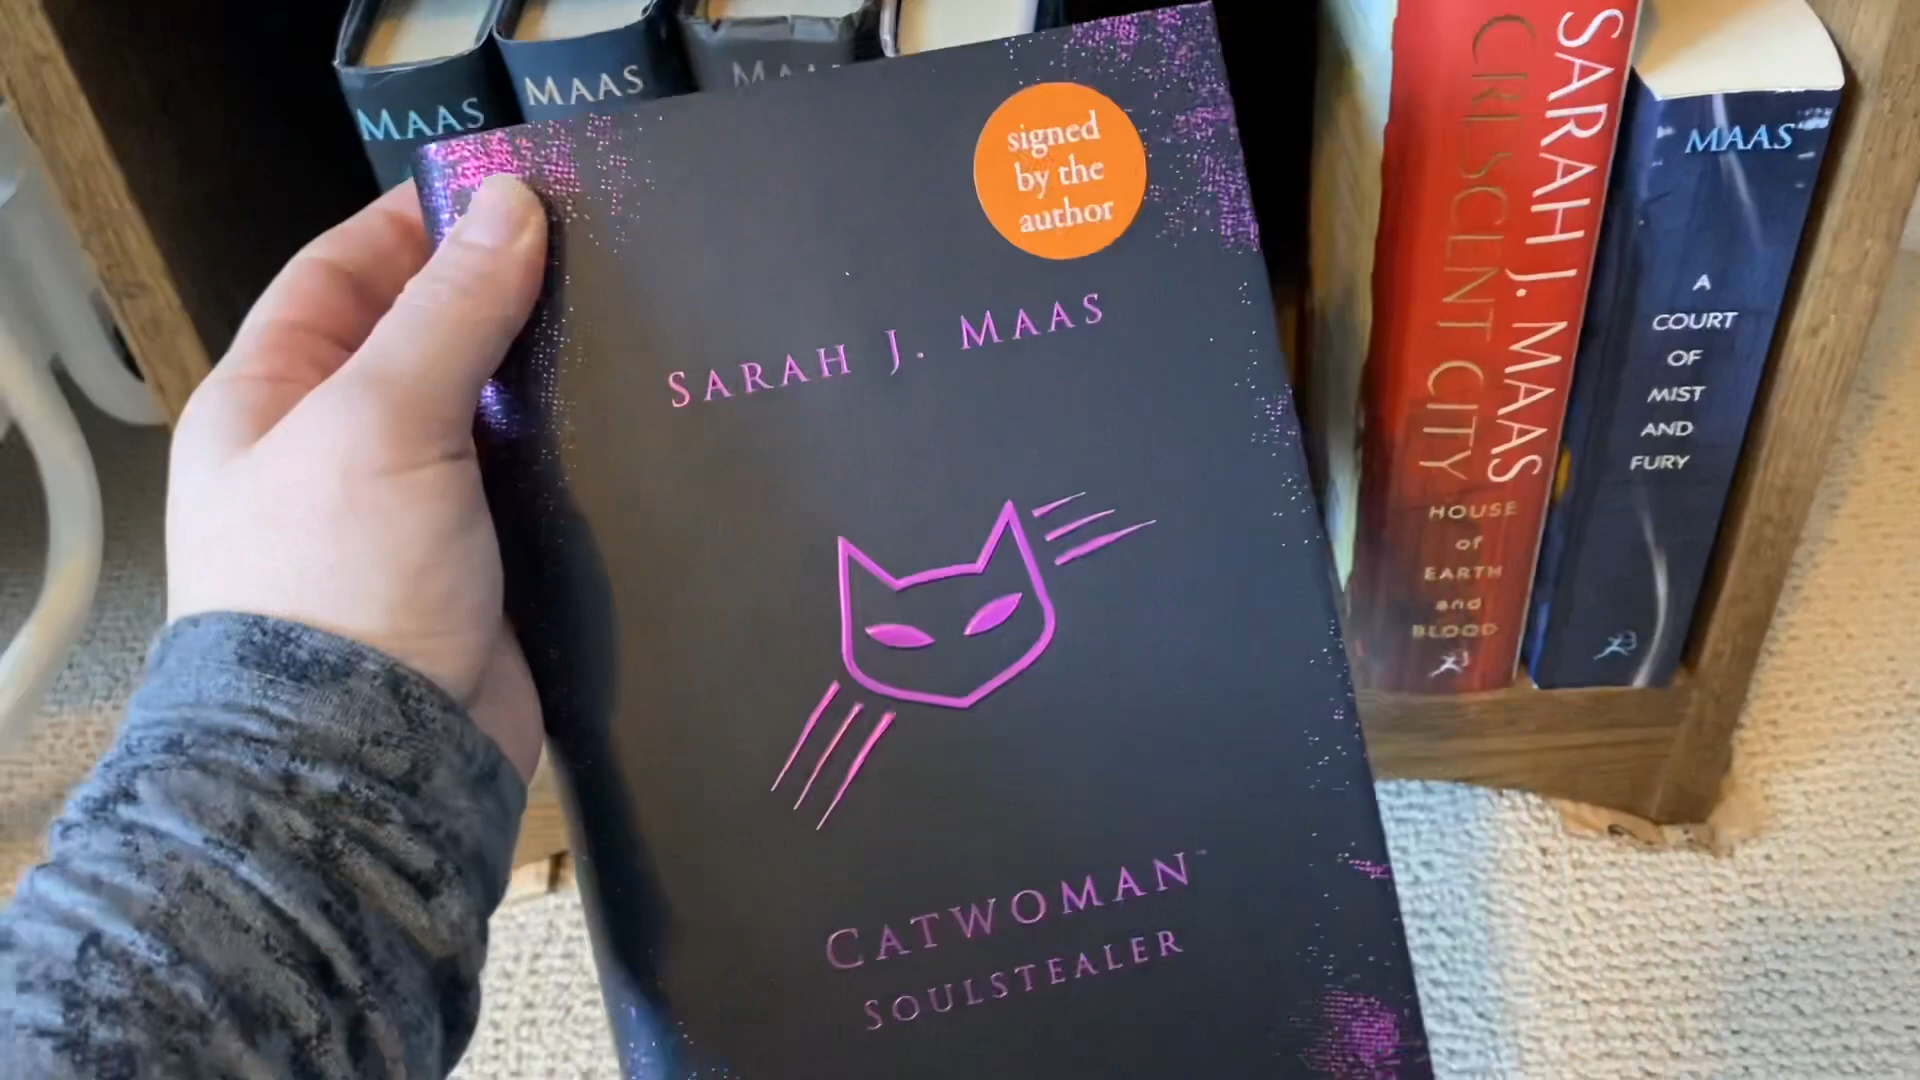 MAAS
MAAS
MAAS
signed
by the
author
SARAH J. MAAS
CATWOMAN™
SOULSTEALER
SARAH J. MAAS
CRESCENT CITY
HOUSE
of
EARTH
and
BLOOD
MAAS
A
COURT
OF
MIST
AND
FURY